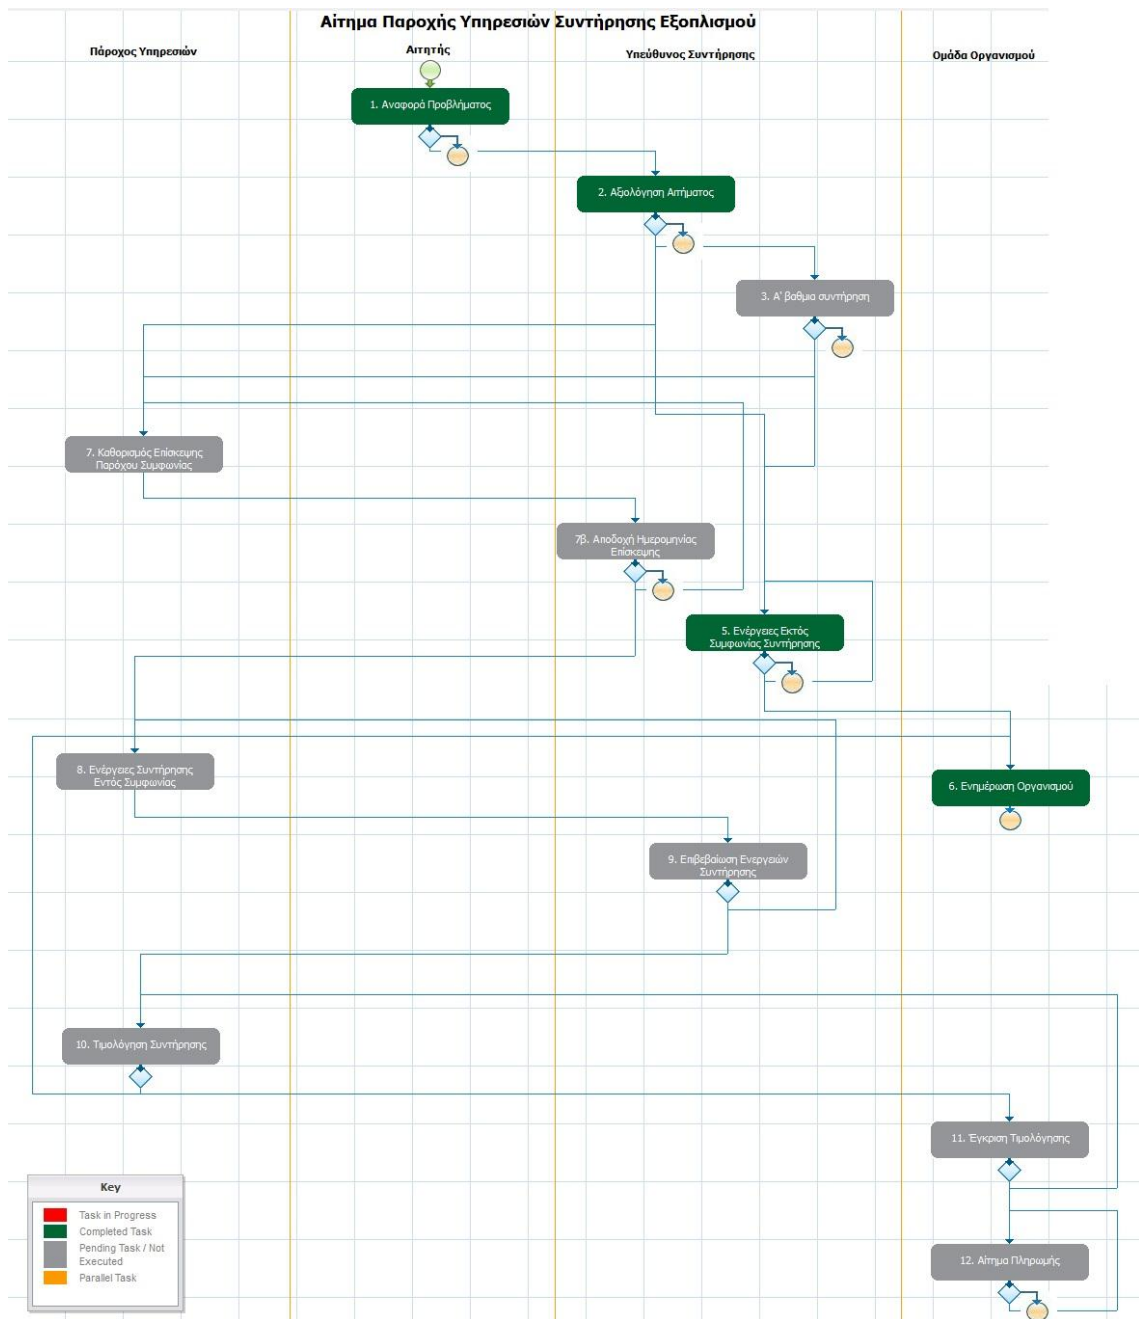 Αίτημα Παροχής Υπηρεσιών Συντήρησης Εξοπλισμού
Πάροχος Υπηρεσιών
Αιτητής
Υπεύθυνος Συντήρησης
Ομάδα Οργανισμού
1. Αναφορά Προβλήματος
2. Αξιολόγηση Αιτήματος
3. Α' βαθμια συντήρηση
7. Καθορισμός Επίσκεψης
Παρόχου Συμφωνίας
7β. Αποδοχή Ημερομηνίας
Επίσκεψης
5. Ενέργειες Εκτός
Συμφωνίας Συντήρησης
8. Ενέργειες Συντήρησης
Εντός Συμφωνίας
6. Ενημέρωση Οργανισμού
9. Επιβεβαίωση Ενεργειών
Συντήρησης
10. Τιμολόγηση Συντήρησης
11. Έγκριση Τιμολόγησης
12. Αίτημα Πληρωμής
Key
Task in Progress
Completed Task
Pending Task / Not
Executed
Parallel Task